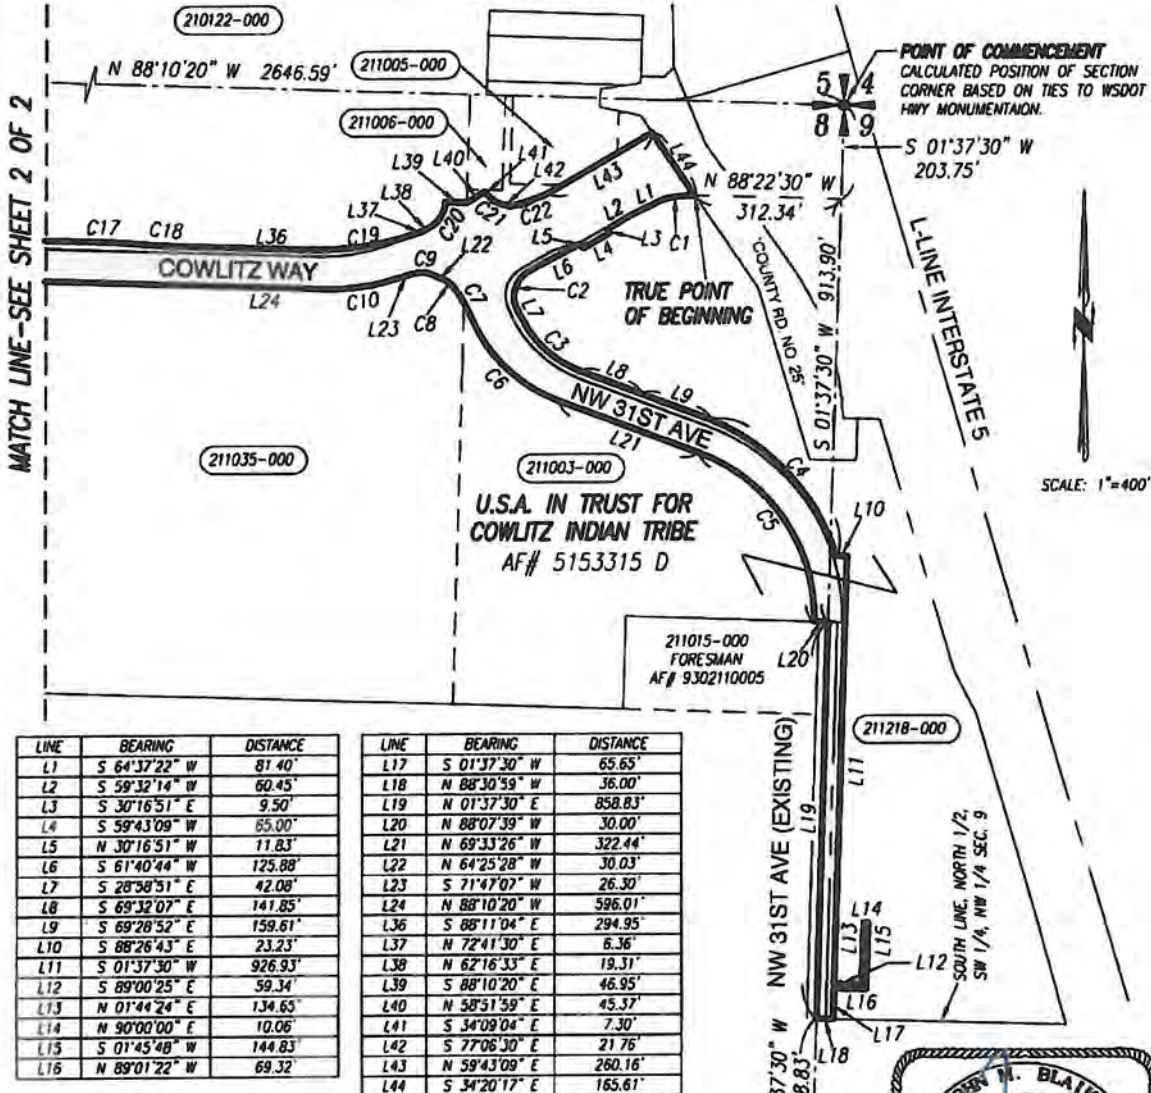 210122-000
N 88°10'20" W 2646.59'
211005-000
211006-000
POINT OF COMMENCEMENT
CALCULATED POSITION OF SECTION
CORNER BASED ON TIES TO WSDOT
HWY MONUMENTAION.
5 4
8 9
S 01°37'30" W
203.75'
N 88°22'30" W
312.34'
MATCH LINE-SEE SHEET 2 OF 2
L39
L40
L41
L42
L43
L44
L38
L37
C20
C21
C22
L1
L2
L3
L4
L5
L6
C1
C17
C18
L36
C19
L22
COWLITZ WAY
C9
L24
C10
L23
C8
C7
C2
L7
C3
C6
TRUE POINT
OF BEGINNING
COUNTY RD. NO. 25
S 01°37'30" W 913.90'
L-LINE INTERSTATE 5
L8
L9
NW 31ST AVE
L21
C4
C5
L10
SCALE: 1"=400'
211035-000
211003-000
U.S.A. IN TRUST FOR
COWLITZ INDIAN TRIBE
AF# 5153315 D
211015-000
FORESMAN
AF# 9302110005
L20
211218-000
L11
L19
NW 31ST AVE (EXISTING)
L14
L13
L15
L12
L16
L17
L18
SOUTH LINE, NORTH 1/2,
SW 1/4, NW 1/4 SEC. 9
37'30" W
8.83'
LINE BEARING DISTANCE
L1 S 64°37'22" W 81.40'
L2 S 59°32'14" W 60.45'
L3 S 30°16'51" E 9.50'
L4 S 59°43'09" W 65.00'
L5 N 30°16'51" W 11.83'
L6 S 61°40'44" W 125.88'
L7 S 28°58'51" E 42.08'
L8 S 69°32'07" E 141.85'
L9 S 69°28'52" E 159.61'
L10 S 88°26'43" E 23.23'
L11 S 01°37'30" W 926.93'
L12 S 89°00'25" E 59.34'
L13 N 01°44'24" E 134.65'
L14 N 90°00'00" E 10.06'
L15 S 01°45'48" W 144.83'
L16 N 89°01'22" W 69.32'
LINE BEARING DISTANCE
L17 S 01°37'30" W 65.65'
L18 N 88°30'59" W 36.00'
L19 N 01°37'30" E 858.83'
L20 N 88°07'39" W 30.00'
L21 N 69°33'26" W 322.44'
L22 N 64°25'28" W 30.03'
L23 S 71°47'07" W 26.30'
L24 N 88°10'20" W 596.01'
L36 S 88°11'04" E 294.95'
L37 N 72°41'30" E 6.36'
L38 N 62°16'33" E 19.31'
L39 S 88°10'20" E 46.95'
L40 N 58°51'59" E 45.37'
L41 S 34°09'04" E 7.30'
L42 S 77°06'30" E 21.76'
L43 N 59°43'09" E 260.16'
L44 S 34°20'17" E 165.61'